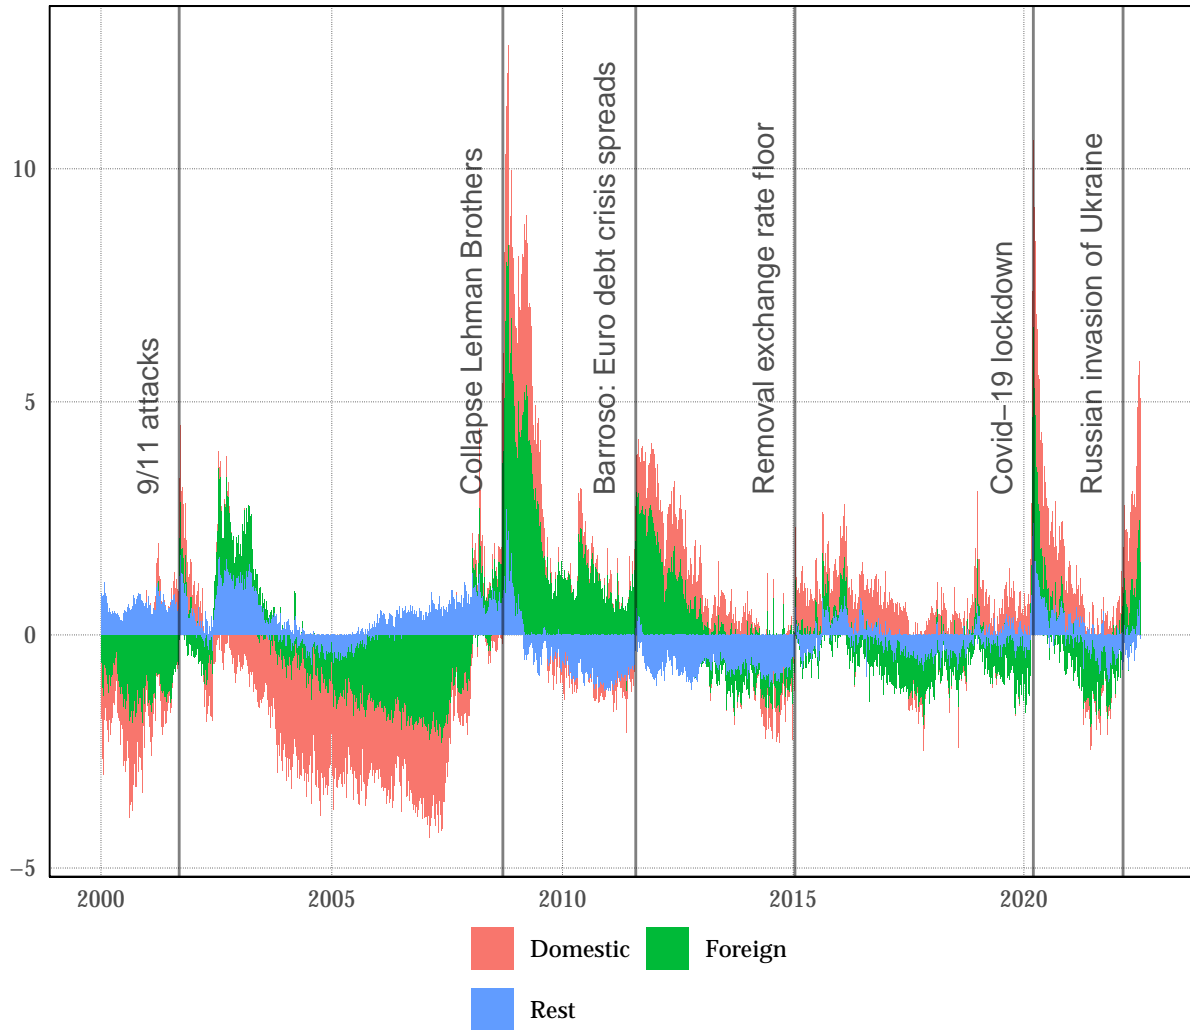 10
5
0
−5
9/11 attacks
Collapse Lehman Brothers
Barroso: Euro debt crisis spreads
Removal exchange rate floor
Covid−19 lockdown
Russian invasion of Ukraine
2000 2005 2010 2015 2020
Domestic Foreign
Rest